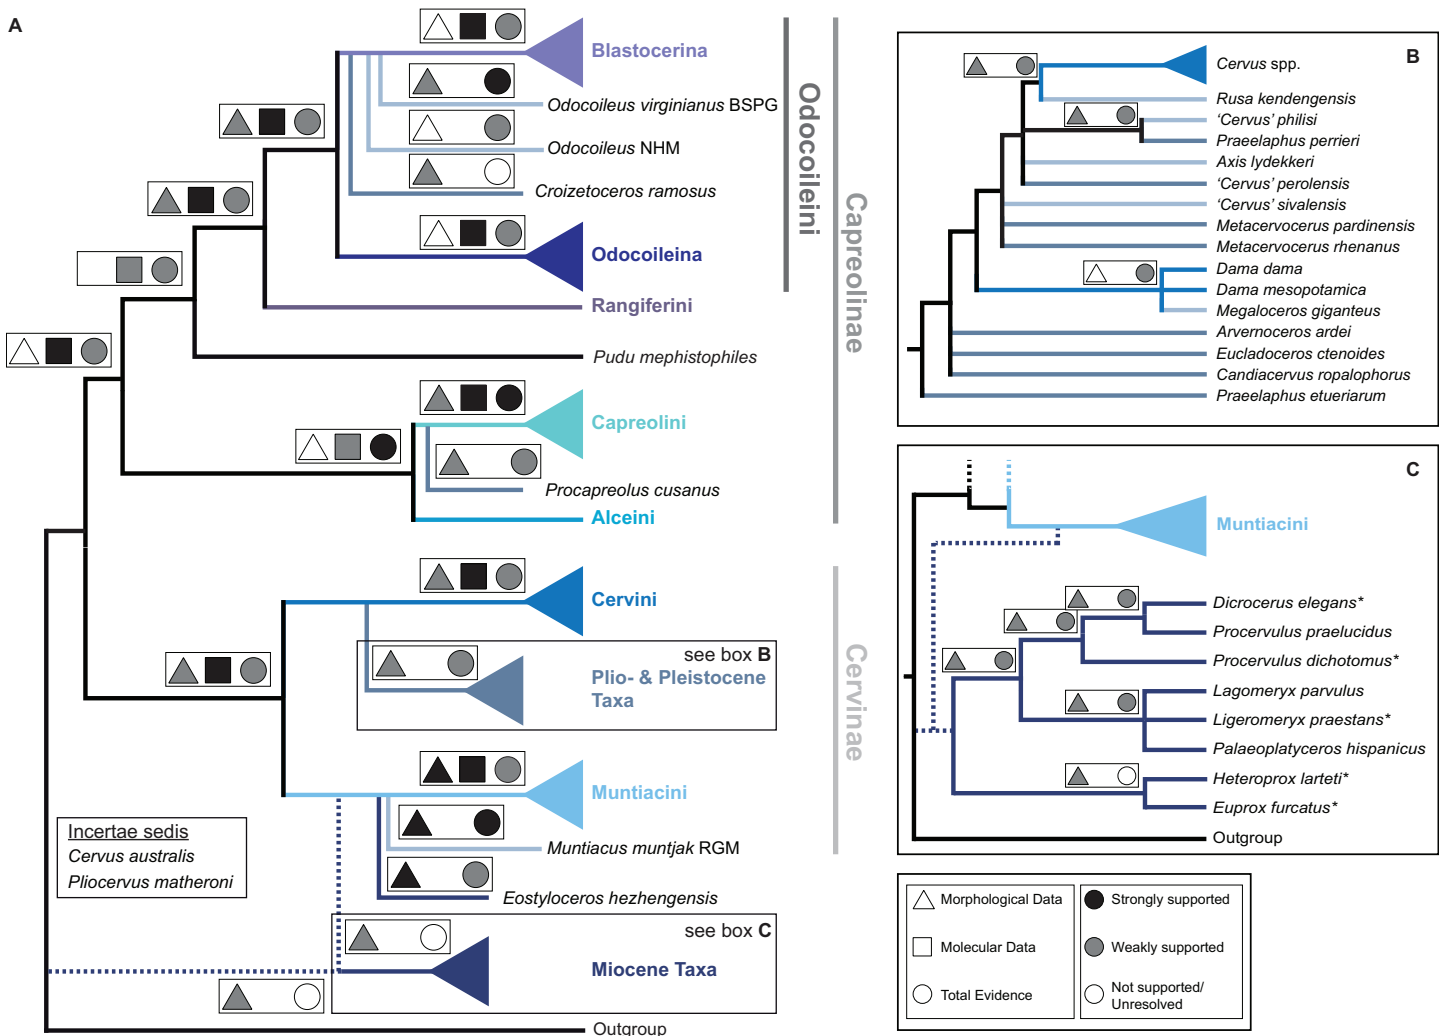 A
Blastocerina
Odocoileus virginianus BSPG
Odocoileus NHM
Croizetoceros ramosus
Odocoileina
Rangiferini
Pudu mephistophiles
Capreolini
Procapreolus cusanus
Alceini
Odocoileini
Capreolinae
Cervini
see box B
Plio- & Pleistocene
Taxa
Cervinae
Muntiacini
Muntiacus muntjak RGM
Eostyloceros hezhengensis
see box C
Miocene Taxa
Outgroup
Incertae sedis
Cervus australis
Pliocervus matheroni
B
Cervus spp.
Rusa kendengensis
‘Cervus’ philisi
Praeelaphus perrieri
Axis lydekkeri
‘Cervus’ perolensis
‘Cervus’ sivalensis
Metacervocerus pardinensis
Metacervocerus rhenanus
Dama dama
Dama mesopotamica
Megaloceros giganteus
Arvernoceros ardei
Eucladoceros ctenoides
Candiacervus ropalophorus
Praeelaphus etueriarum
C
Muntiacini
Dicrocerus elegans*
Procervulus praelucidus
Procervulus dichotomus*
Lagomeryx parvulus
Ligeromeryx praestans*
Palaeoplatyceros hispanicus
Heteroprox larteti*
Euprox furcatus*
Outgroup
Morphological Data
Molecular Data
Total Evidence
Strongly supported
Weakly supported
Not supported/
Unresolved